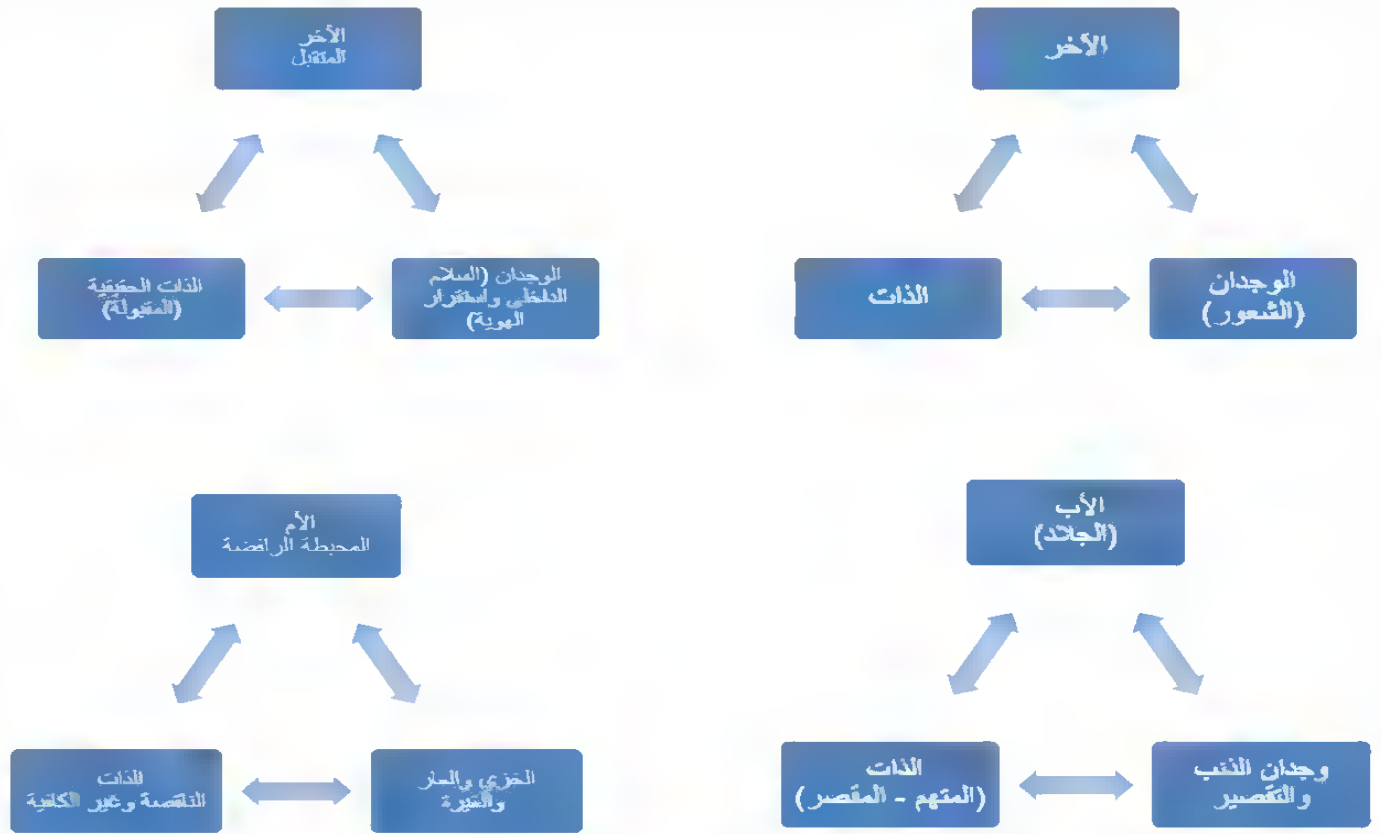 الآخر
الآخر
المتقبل
الوجدان
(الشعور)
الذات
الوجدان (السلام
الداخلي واستقرار
الهوية)
الذات الحقيقية
(المقبولة)
الأب
(الجلاد)
الأم
المحبطة الرافضة
وجدان الذنب
والتقصير
الذات
(المتهم - المقصر)
الخزي والعار
والغيرة
الذات
الناقصة وغير الكافية